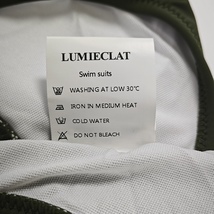 LUMIECLAT
Swim suits
WASHING AT LOW 30℃
IRON IN MEDIUM HEAT
COLD WATER
DO NOT BLEACH